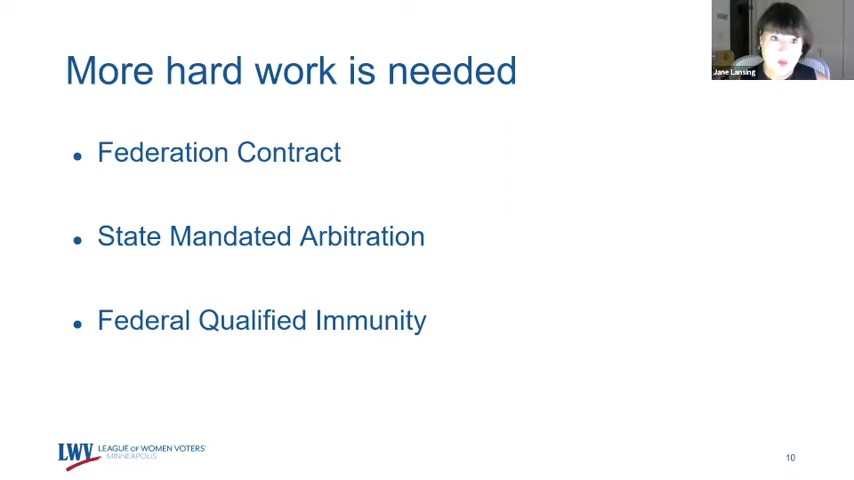 More hard work is needed
Jane Lansing
• Federation Contract
• State Mandated Arbitration
• Federal Qualified Immunity
LWV LEAGUE OF WOMEN VOTERS®
MINNEAPOLIS
10